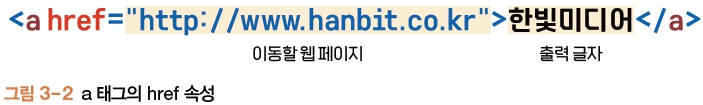 <a href="http://www.hanbit.co.kr">한빛미디어</a>
이동할 웹 페이지 출력 글자
그림 3-2 a 태그의 href 속성